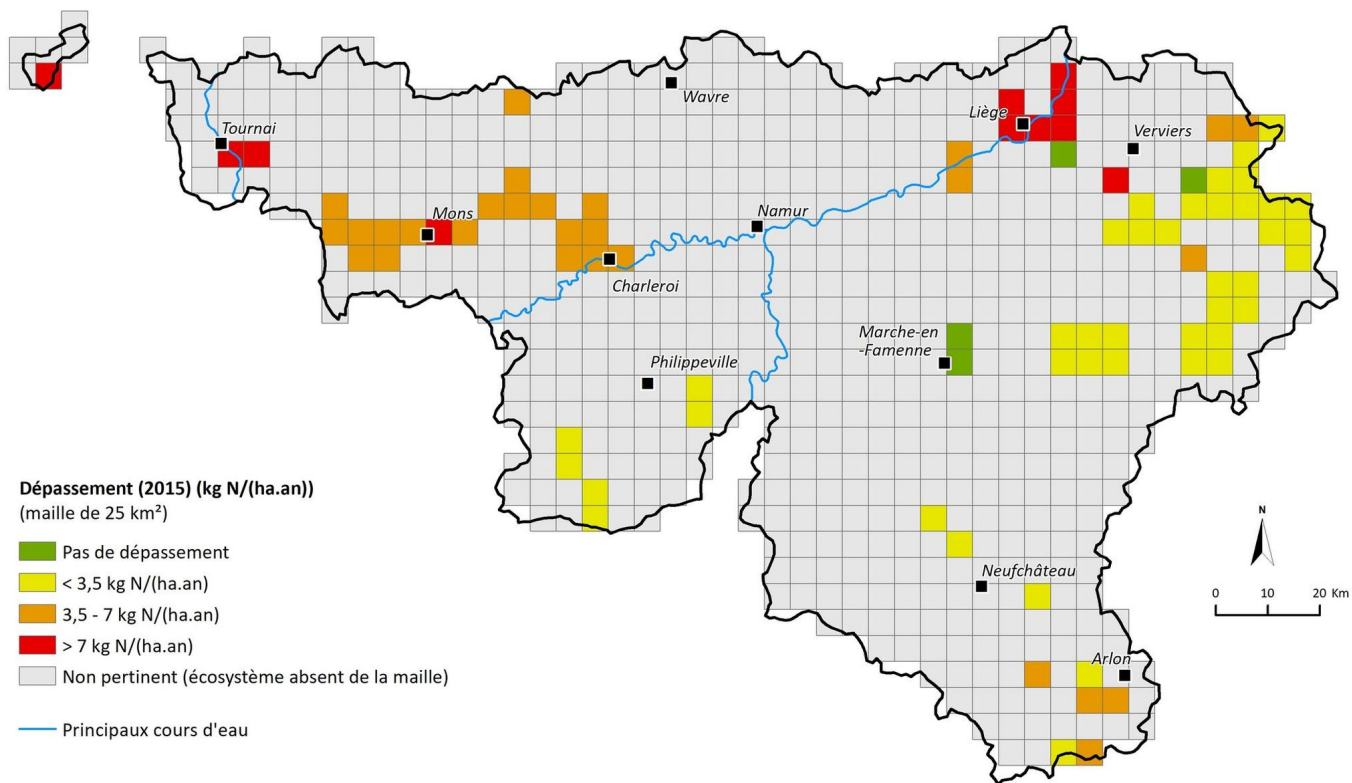 Wavre
Liège
Tournai
Verviers
Mons
Namur
Charleroi
Marche-en
-Famenne
Philippeville
Dépassement (2015) (kg N/(ha.an))
(maille de 25 km²)
Pas de dépassement
< 3,5 kg N/(ha.an)
3,5 - 7 kg N/(ha.an)
> 7 kg N/(ha.an)
Non pertinent (écosystème absent de la maille)
Principaux cours d'eau
Neufchâteau
Arlon
N
0 10 20 Km